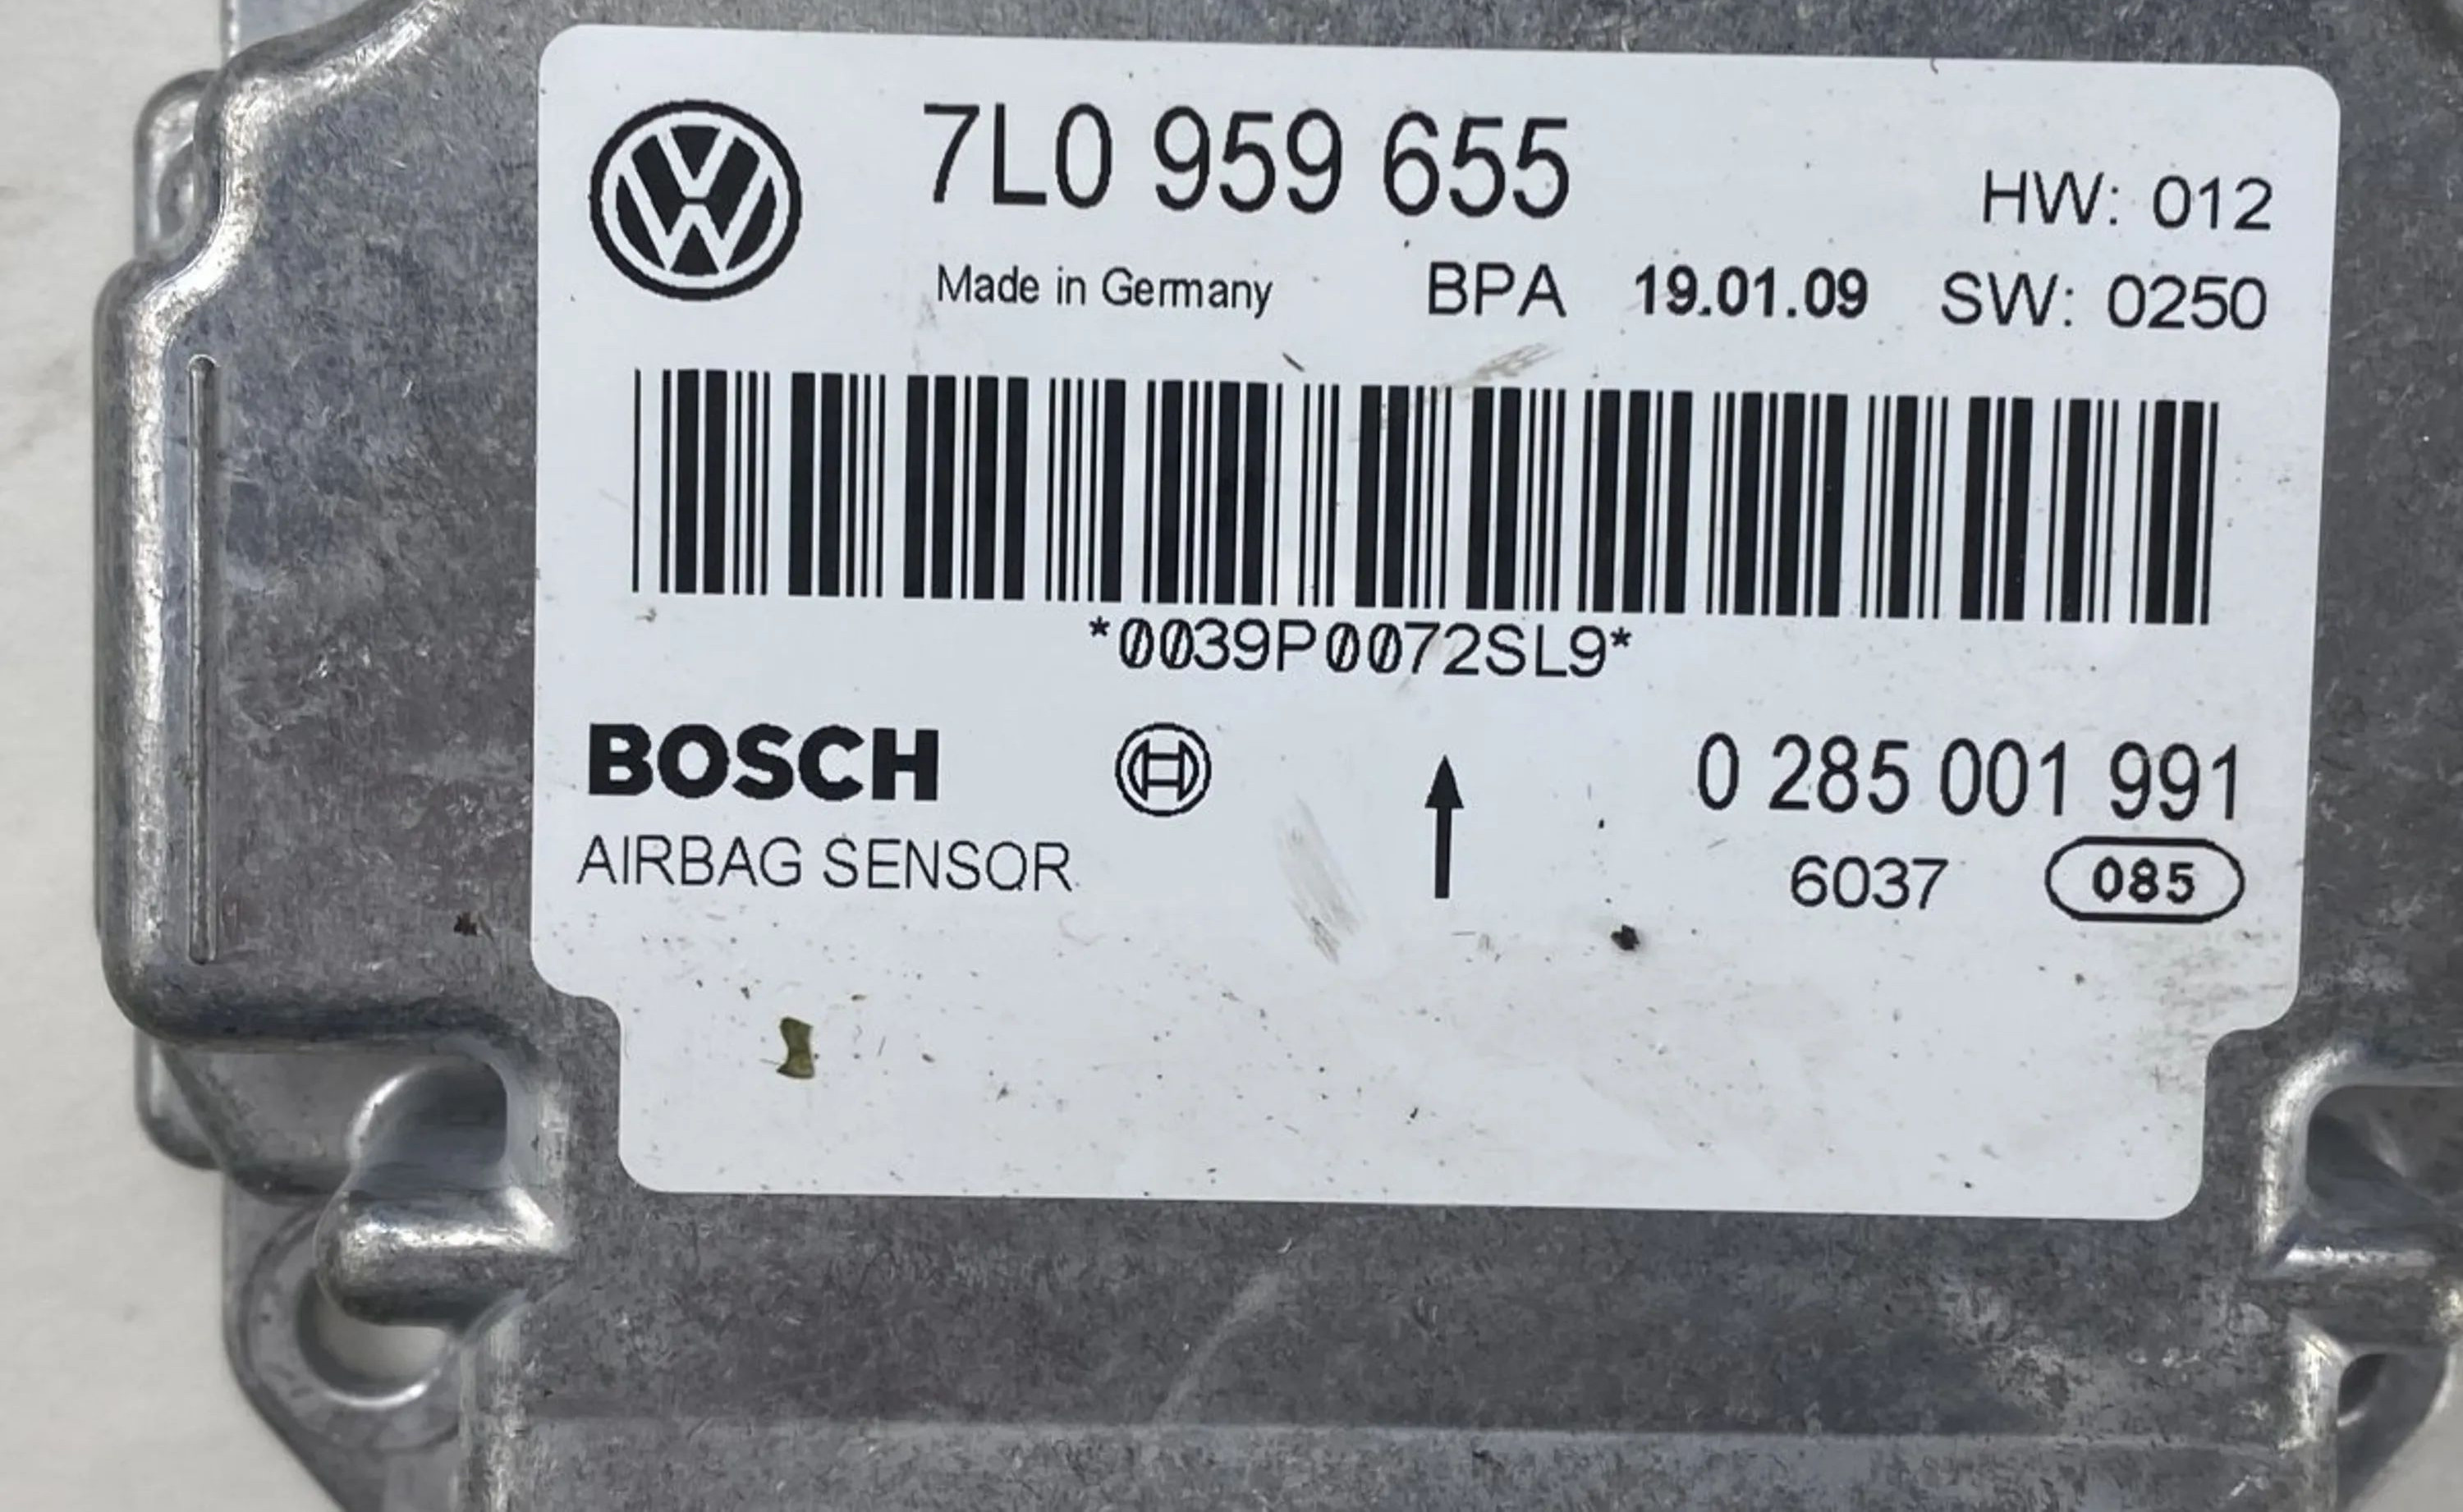 7L0 959 655
HW: 012
Made in Germany BPA 19.01.09 SW: 0250
*0039P0072SL9*
BOSCH 0 285 001 991
AIRBAG SENSOR 6037 085